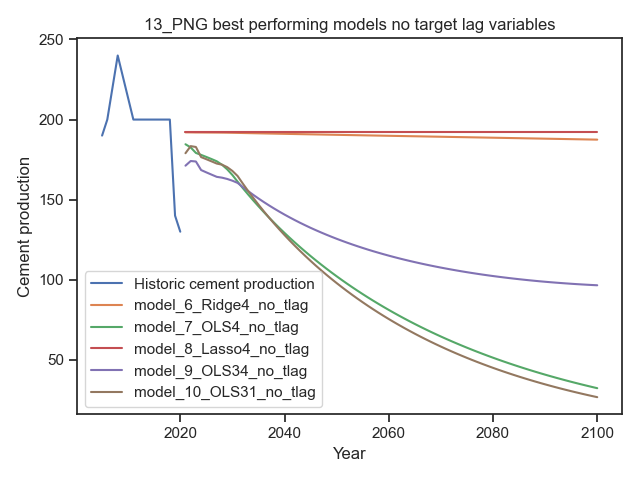 13_PNG best performing models no target lag variables
Cement production
250
200
150
100
50
Historic cement production
model_6_Ridge4_no_tlag
model_7_OLS4_no_tlag
model_8_Lasso4_no_tlag
model_9_OLS34_no_tlag
model_10_OLS31_no_tlag
2020
2040
2060
2080
2100
Year